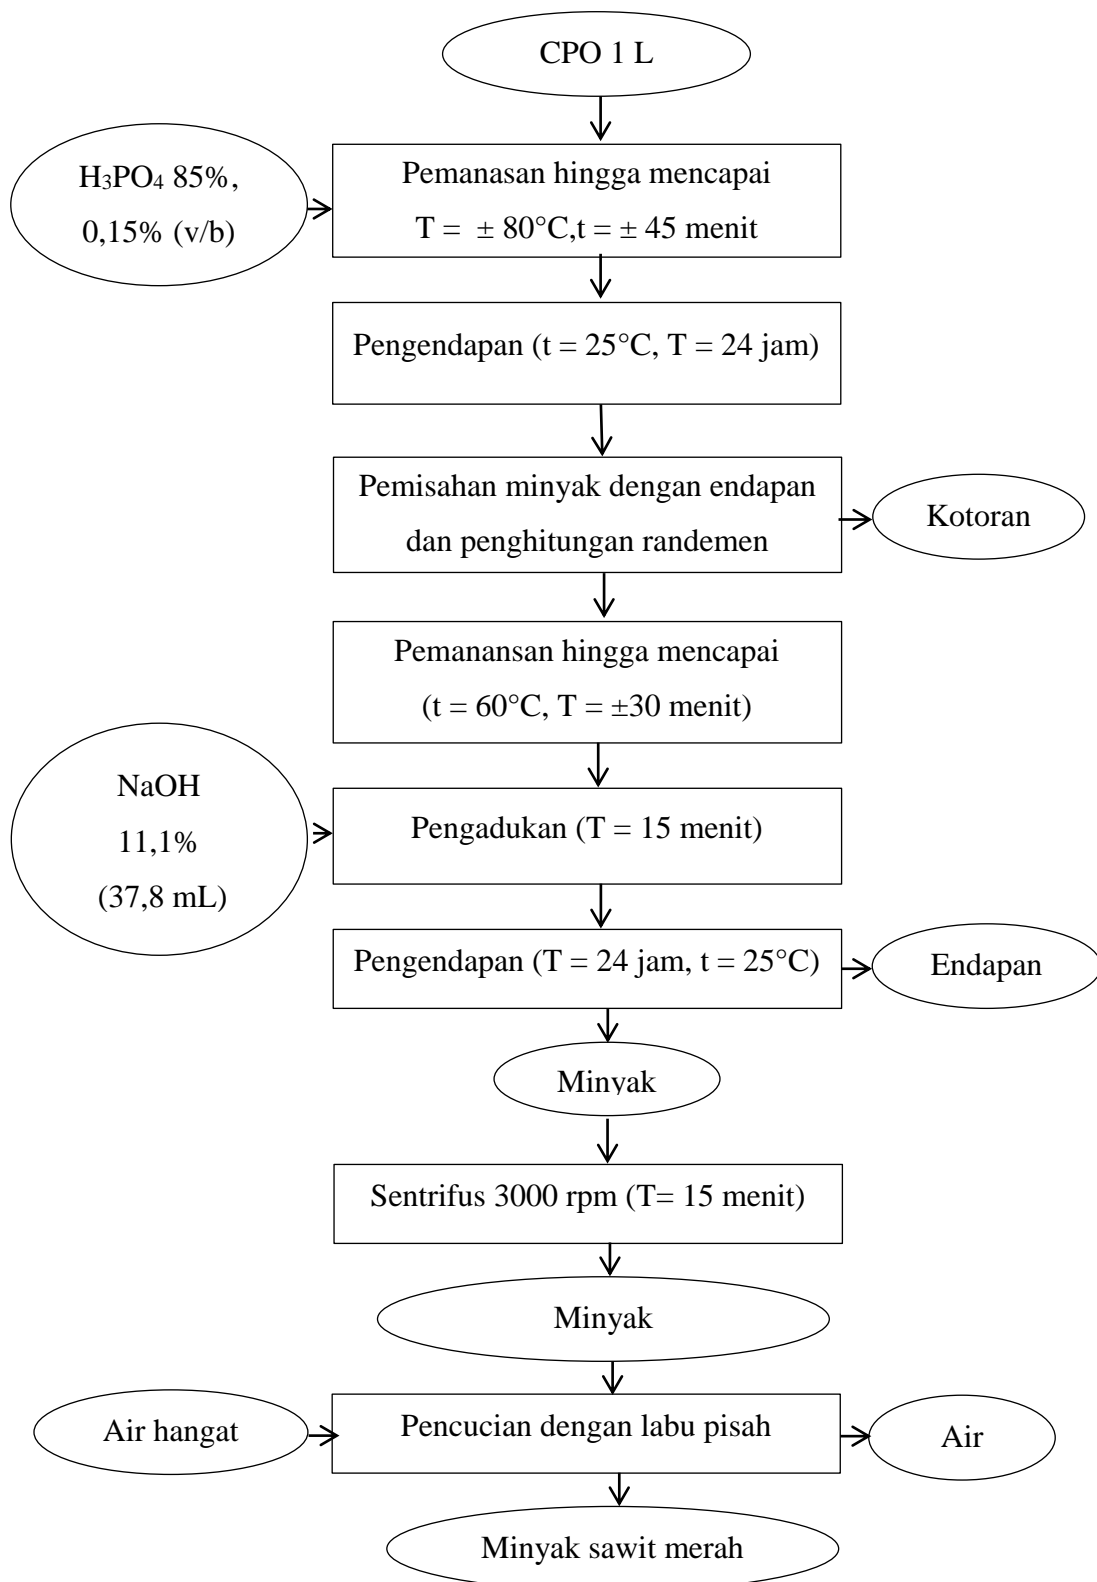 CPO 1 L
H₃PO₄ 85%,
0,15% (v/b)
Pemanasan hingga mencapai
T = ± 80°C,t = ± 45 menit
Pengendapan (t = 25°C, T = 24 jam)
Pemisahan minyak dengan endapan
dan penghitungan randemen
Kotoran
Pemanansan hingga mencapai
(t = 60°C, T = ±30 menit)
NaOH
11,1%
(37,8 mL)
Pengadukan (T = 15 menit)
Pengendapan (T = 24 jam, t = 25°C)
Endapan
Minyak
Sentrifus 3000 rpm (T= 15 menit)
Minyak
Air hangat
Pencucian dengan labu pisah
Air
Minyak sawit merah